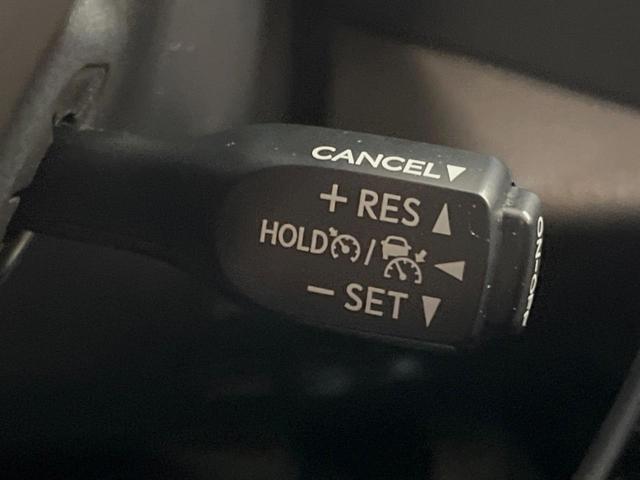 CANCEL▼
+ RES ▲
HOLD / ◀
− SET ▼
ON-OFF